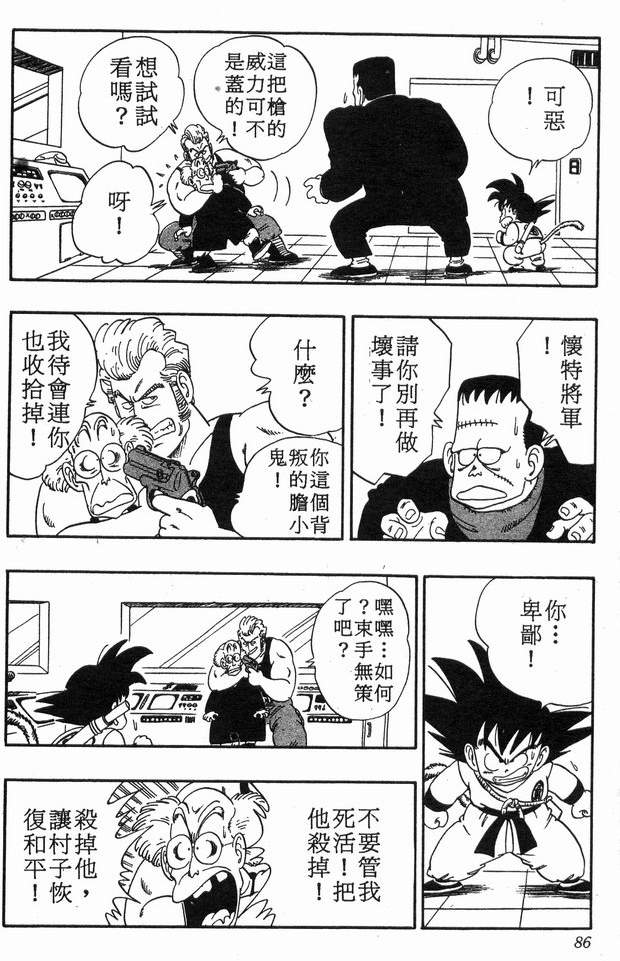 可惡
！
這把槍的
威力可不
是蓋的！
想試試
看嗎？
呀！
懷特將軍
！
請你別再做
壞事了！
什麼？
你這個背
叛的膽小
鬼！
我待會連你
也收拾掉！
你…
卑鄙！
嘿嘿…如何
？束手無策
了吧？
不要管我
死活！把
他殺掉！
殺掉他，
讓村子恢
復和平！
86